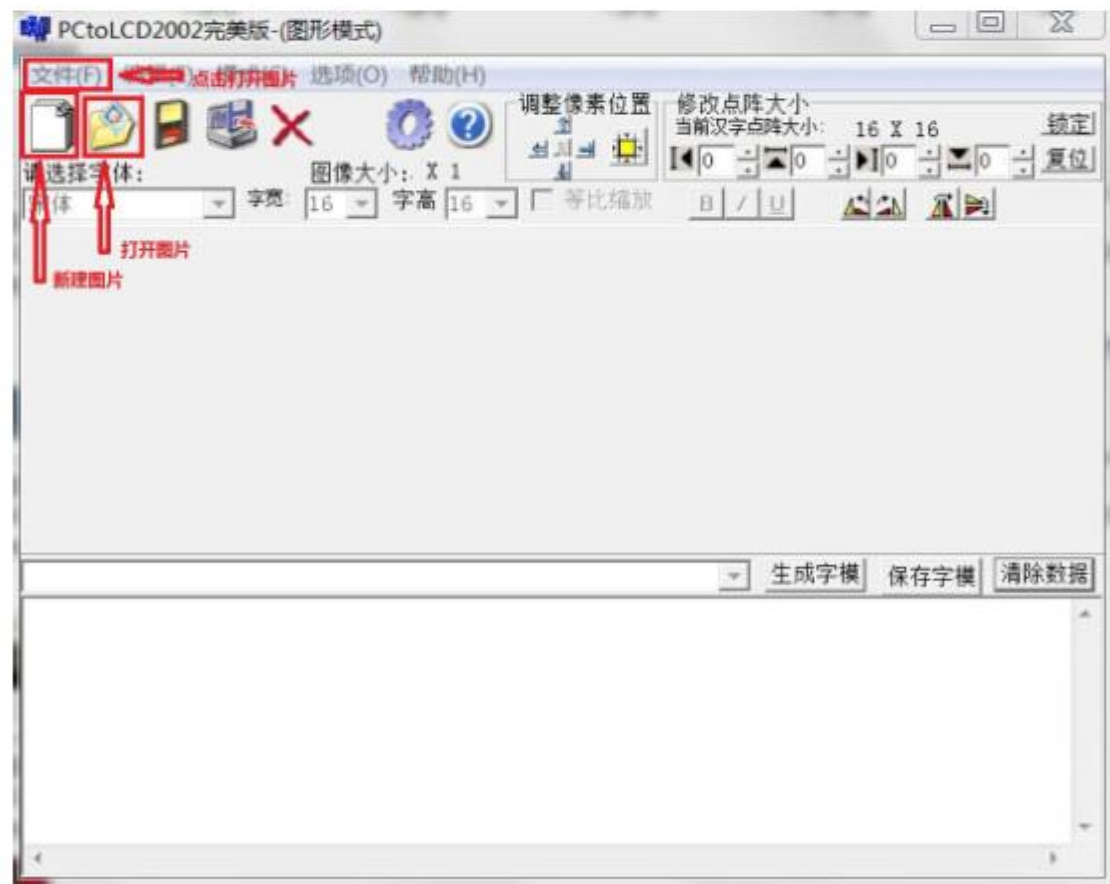 PCtoLCD2002完美版-(图形模式)
文件(F) 点击打开图片 选项(O) 帮助(H)
调整像素位置 修改点阵大小
当前汉字点阵大小: 16 X 16 锁定
0 0 0 0 复位
请选择字体: 图像大小: X 1
体 字宽: 16 字高 16 等比缩放 B / U
打开图片
新建图片
生成字模 保存字模 清除数据